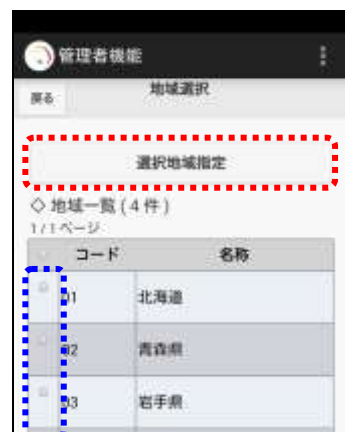 管理者機能
戻る
地域選択
選択地域指定
◇ 地域一覧 ( 4 件 )
1 / 1 ページ
コード 名称
01 北海道
02 青森県
03 岩手県